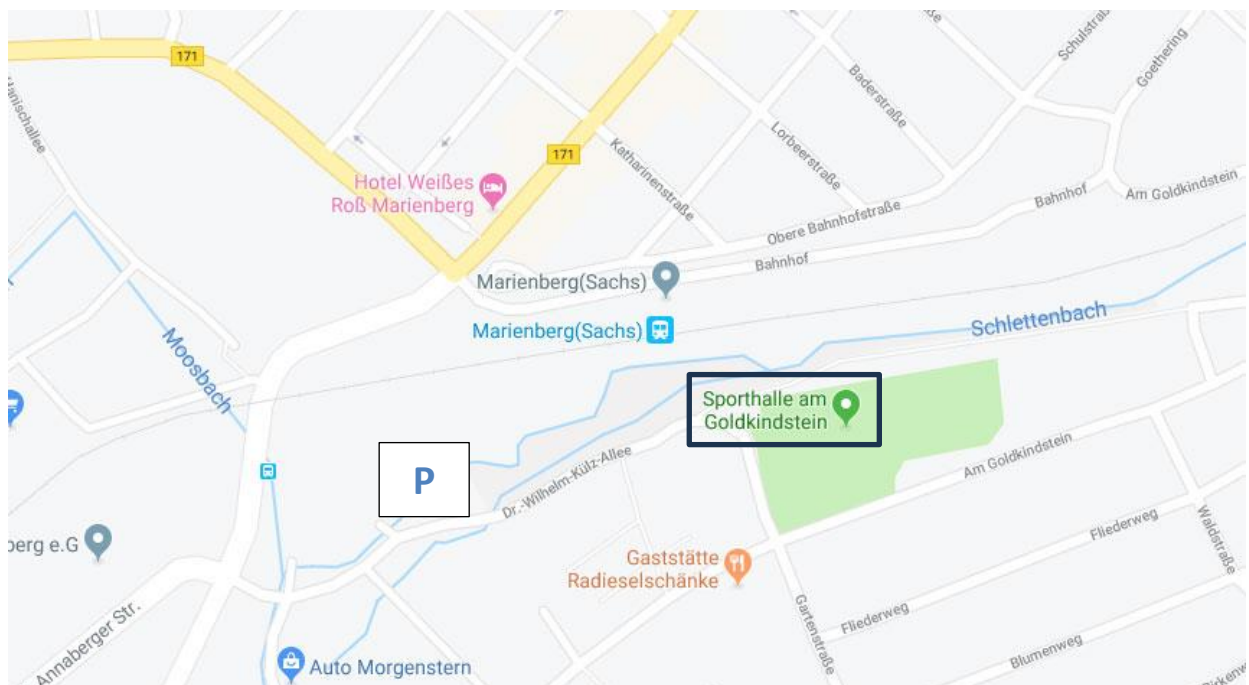 171
Schulstraß
Goethering
Baderstraße
Lorbeerstraße
171
Katharinenstraße
Hotel Weißes
Roß Marienberg
Am Goldkindstein
Bahnhof
Obere Bahnhofstraße
Bahnhof
Marienberg(Sachs)
Marienberg(Sachs)
Schlettenbach
Moosbach
Sporthalle am
Goldkindstein
P
Dr.-Wilhelm-Külz-Allee
Am Goldkindstein
Fliederweg
Waldstraße
berg e.G
Gaststätte
Radieselschänke
Gartenstraße
Fliederweg
Blumenweg
Annaberger Str.
Auto Morgenstern